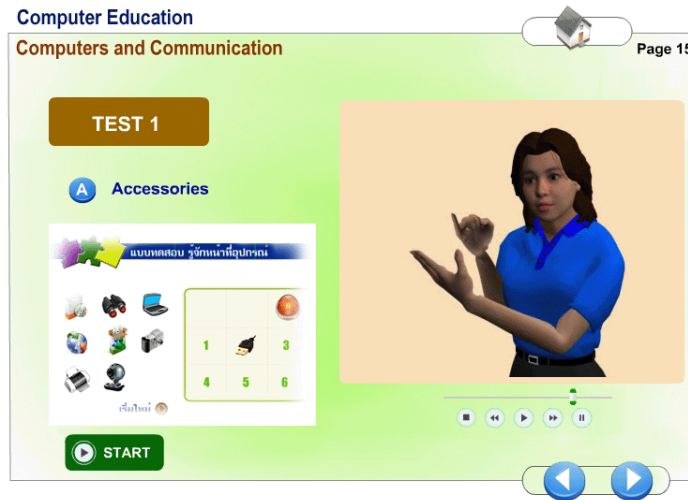 Computer Education
Computers and Communication
Page 15
TEST 1
A Accessories
แบบทดสอบ รู้จักหน้าที่อุปกรณ์
1 3
4 5 6
เริ่มใหม่
START